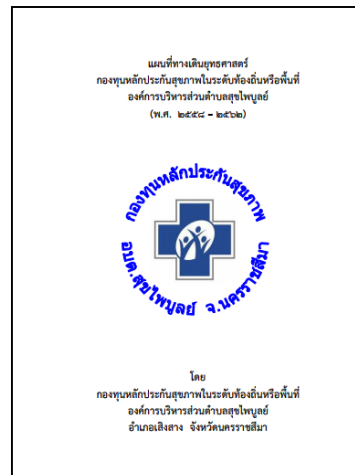 แผนที่ทางเดินยุทธศาสตร์
กองทุนหลักประกันสุขภาพในระดับท้องถิ่นหรือพื้นที่
องค์การบริหารส่วนตำบลสุขไพบูลย์
(พ.ศ. ๒๕๕๘ - ๒๕๖๒)
กองทุนหลักประกันสุขภาพ
อบต.สุขไพบูลย์ จ.นครราชสีมา
โดย
กองทุนหลักประกันสุขภาพในระดับท้องถิ่นหรือพื้นที่
องค์การบริหารส่วนตำบลสุขไพบูลย์
อำเภอเสิงสาง จังหวัดนครราชสีมา